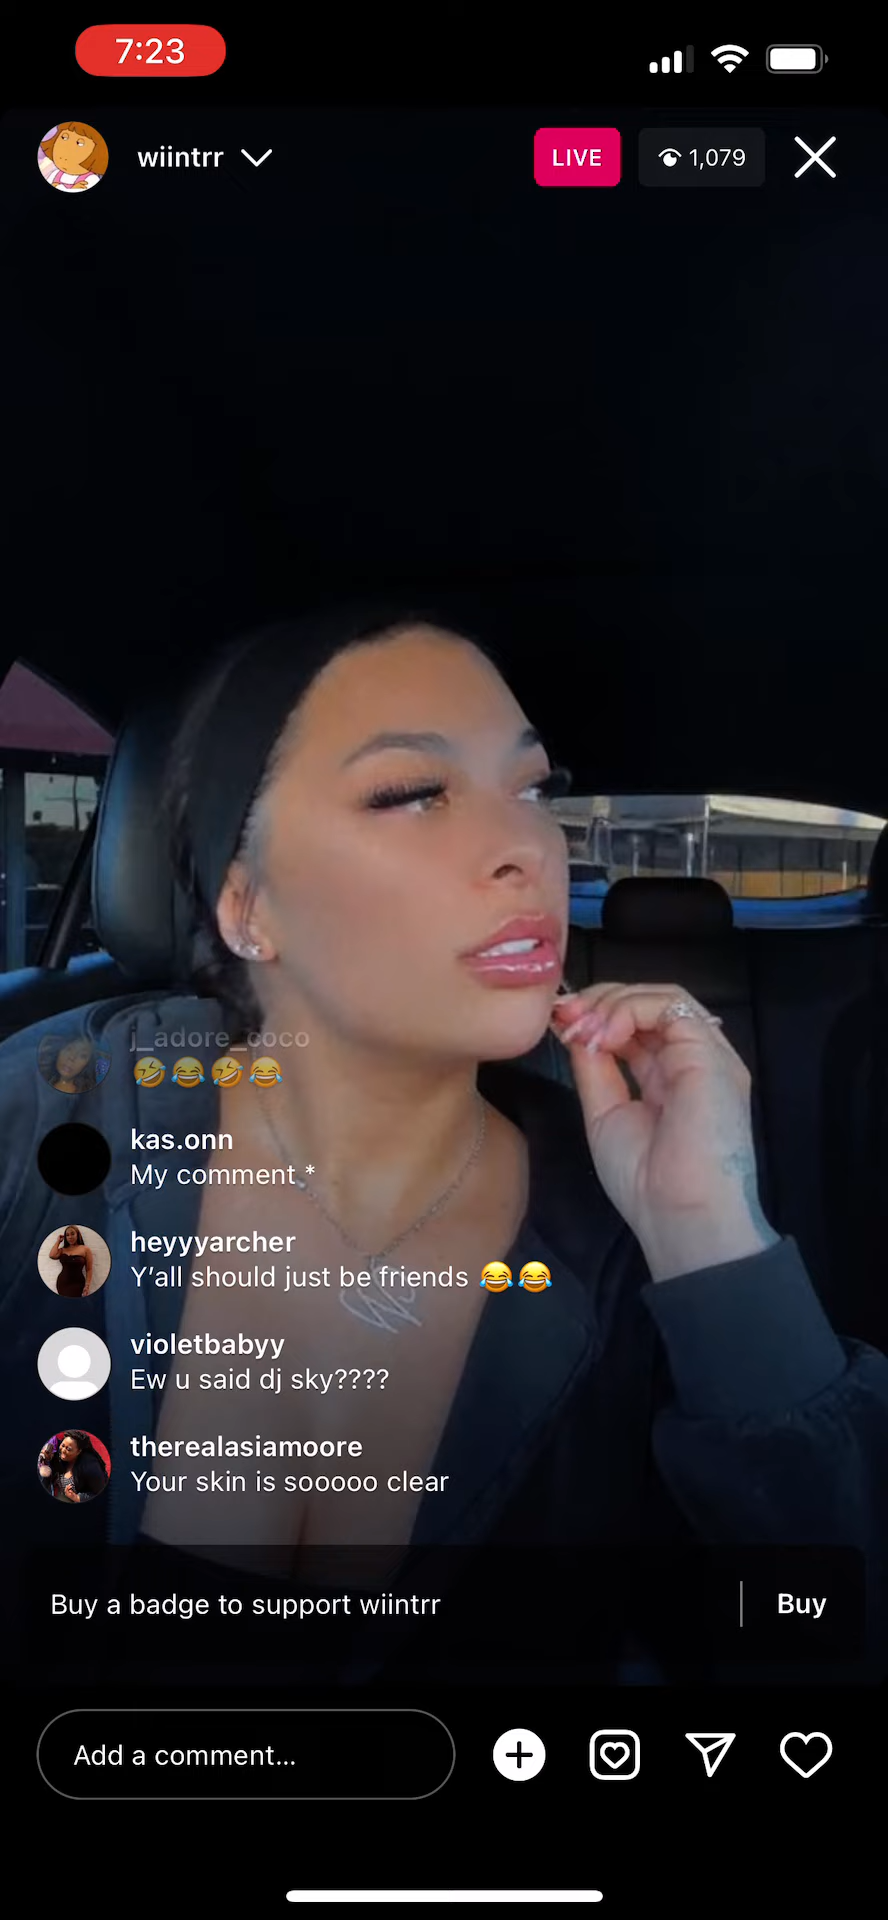 7:23
wiintrr
LIVE
1,079
j_adore_coco
🤣😂🤣😂
kas.onn
My comment *
heyyyarcher
Y’all should just be friends 😂😂
violetbabyy
Ew u said dj sky????
therealasiamoore
Your skin is sooooo clear
Buy a badge to support wiintrr
Buy
Add a comment...